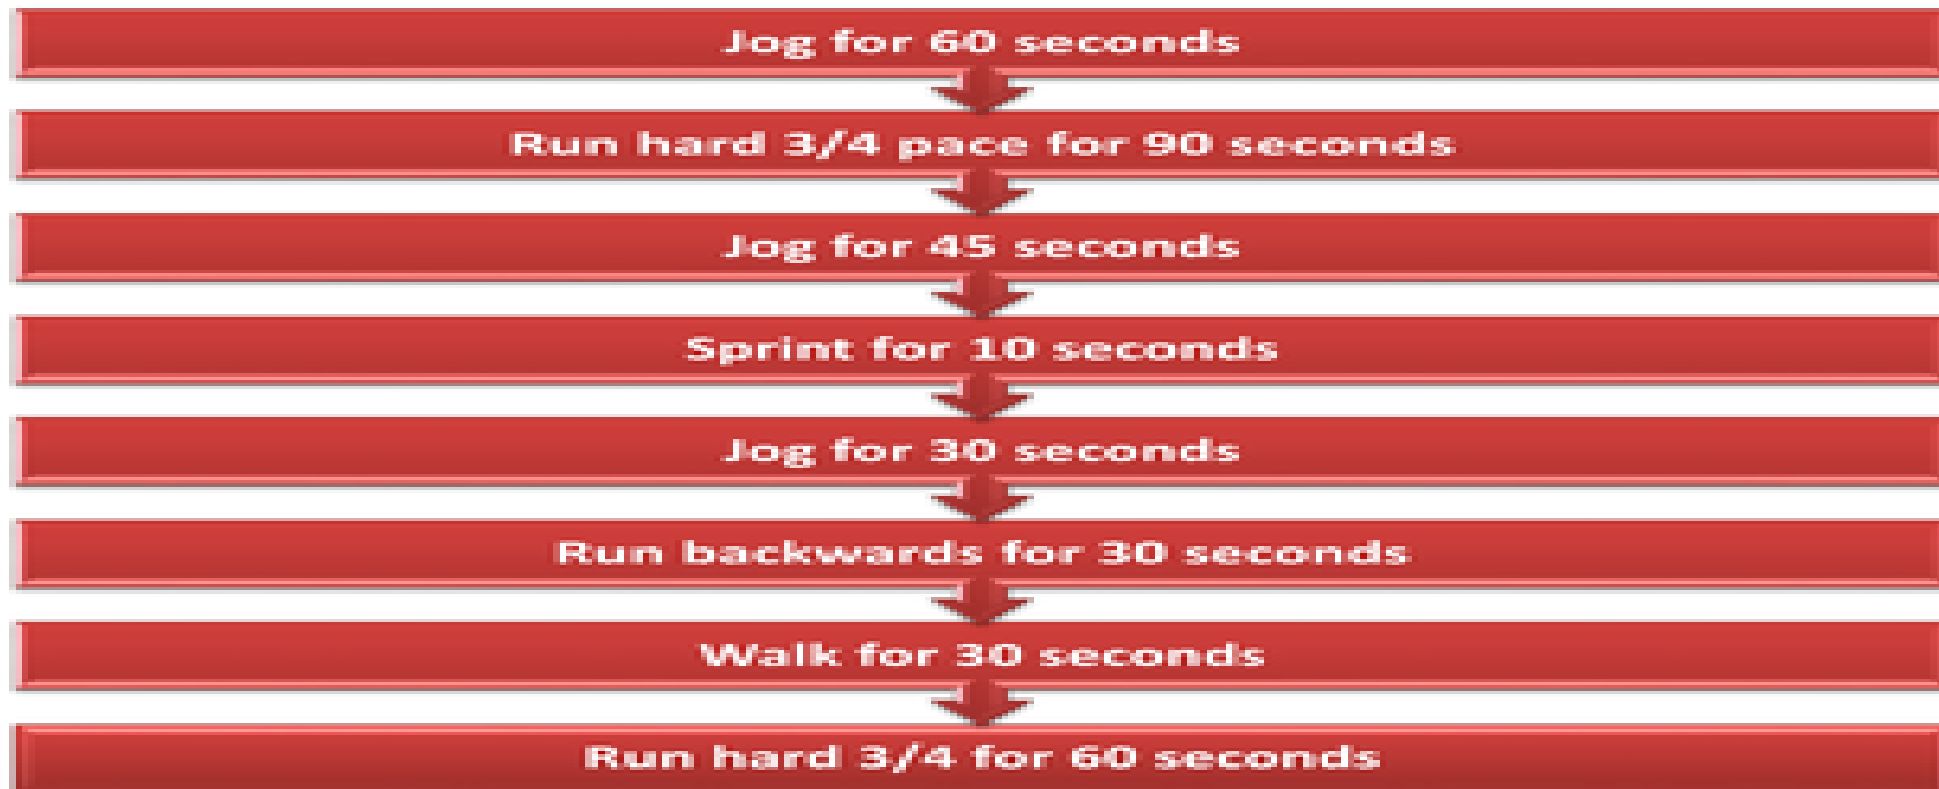 Jog for 60 seconds
Run hard 3/4 pace for 90 seconds
Jog for 45 seconds
Sprint for 10 seconds
Jog for 30 seconds
Run backwards for 30 seconds
Walk for 30 seconds
Run hard 3/4 for 60 seconds